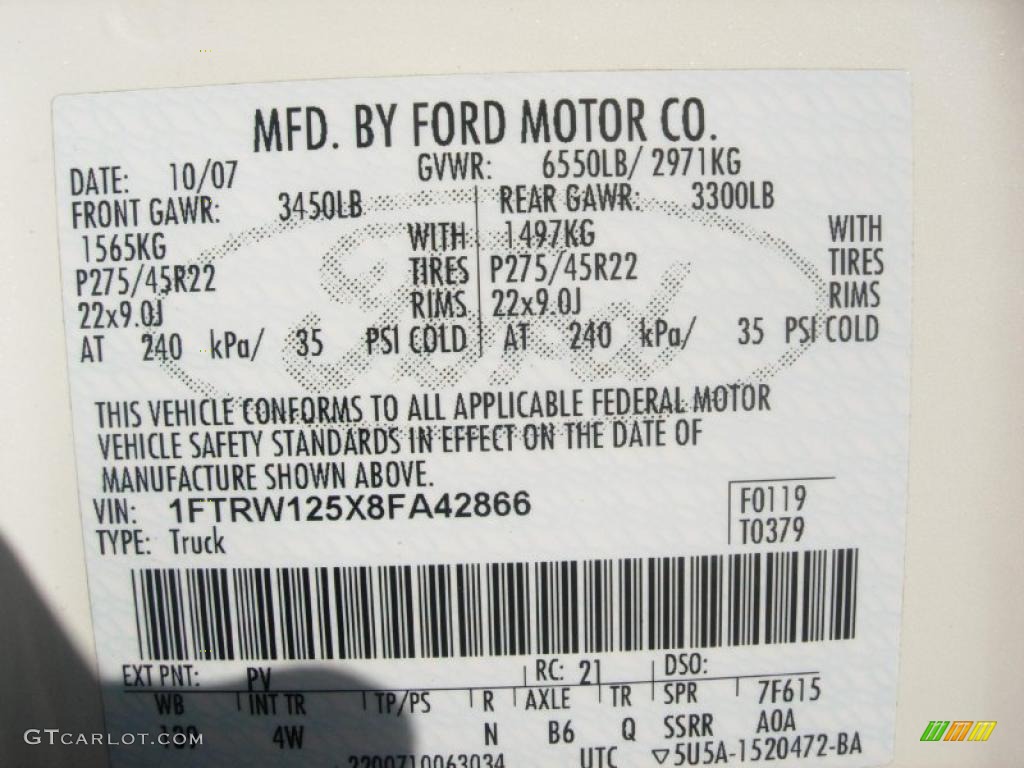 MFD. BY FORD MOTOR CO.
DATE: 10/07 GVWR: 6550LB/ 2971KG
FRONT GAWR: 3450LB REAR GAWR: 3300LB
1565KG WITH 1497KG WITH
P275/45R22 TIRES P275/45R22 TIRES
22x9.0J RIMS 22x9.0J RIMS
AT 240 kPa/ 35 PSI COLD AT 240 kPa/ 35 PSI COLD
Ford
THIS VEHICLE CONFORMS TO ALL APPLICABLE FEDERAL MOTOR
VEHICLE SAFETY STANDARDS IN EFFECT ON THE DATE OF
MANUFACTURE SHOWN ABOVE.
VIN: 1FTRW125X8FA42866 F0119
TYPE: Truck T0379
EXT PNT: PV RC: 21 DSO:
WB INT TR TP/PS R AXLE TR SPR 7F615
4W N B6 Q SSRR A0A
2200710063034 UTC ▽5U5A-1520472-BA
GTCARLOT.COM